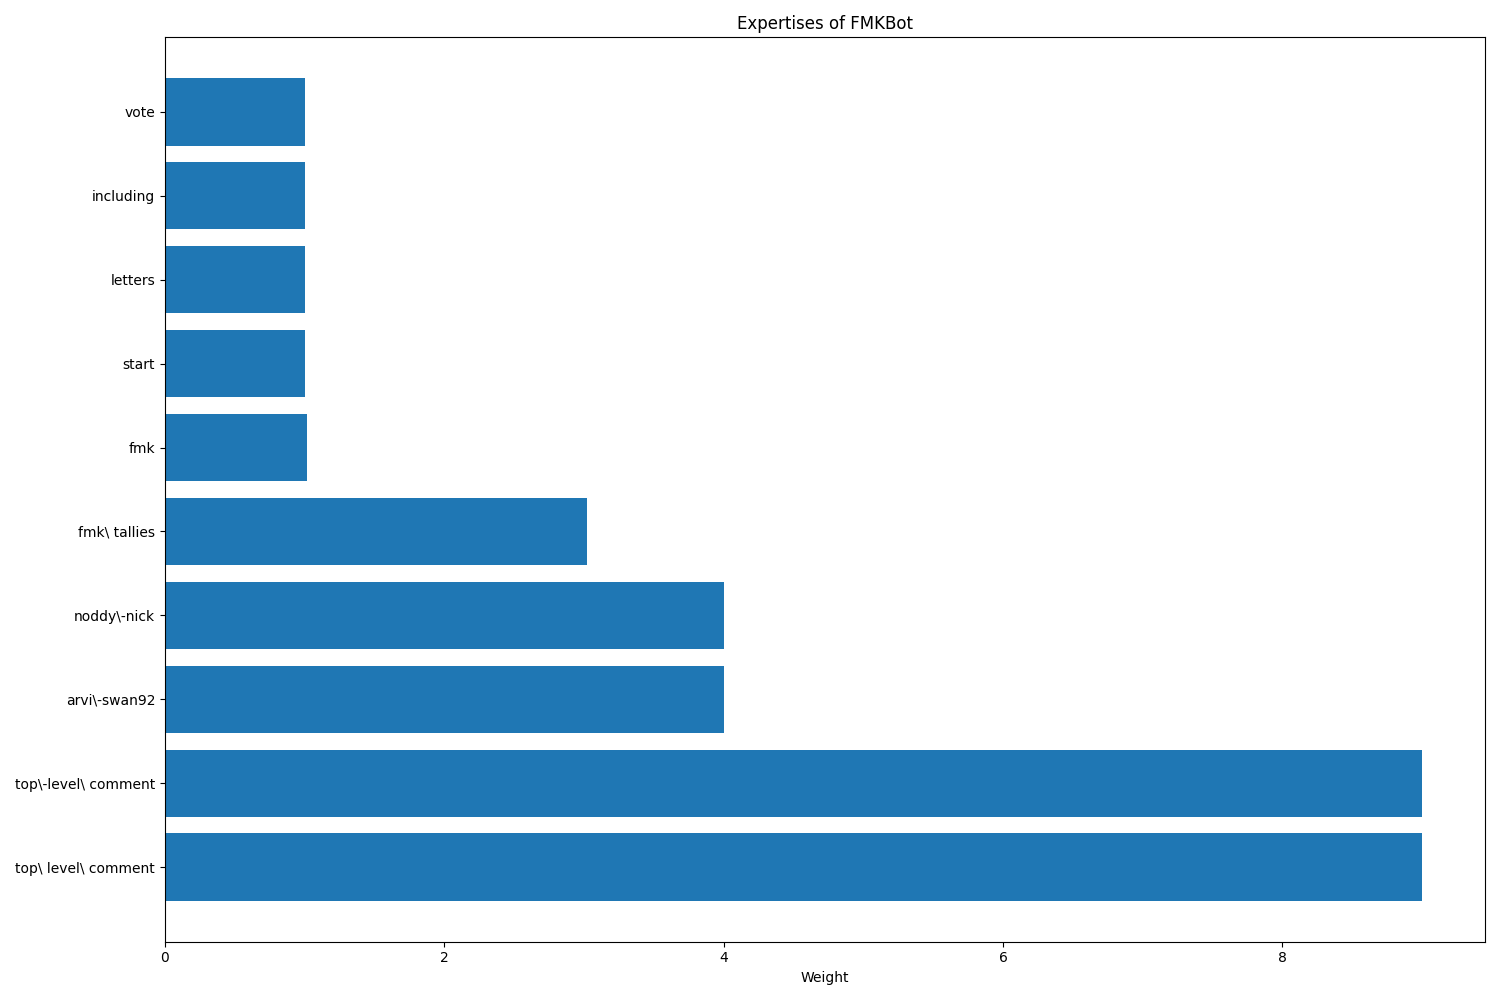 Expertises of FMKBot
vote
including
letters
start
fmk
fmk\ tallies
noddy\-nick
arvi\-swan92
top\-level\ comment
top\ level\ comment
0 2 4 6 8
Weight